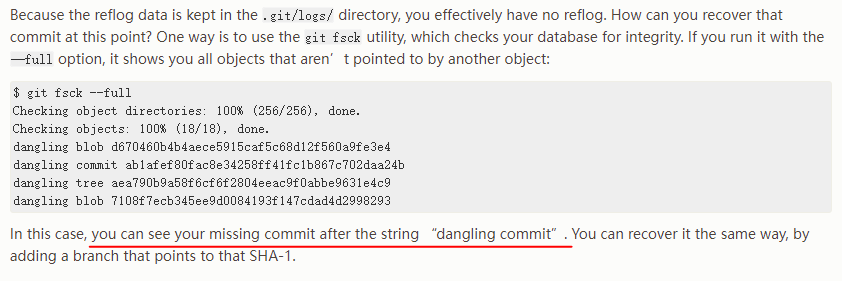 Because the reflog data is kept in the .git/logs/ directory, you effectively have no reflog. How can you recover that
commit at this point? One way is to use the git fsck utility, which checks your database for integrity. If you run it with the
—full option, it shows you all objects that aren’t pointed to by another object:
$ git fsck --full
Checking object directories: 100% (256/256), done.
Checking objects: 100% (18/18), done.
dangling blob d670460b4b4aece5915caf5c68d12f560a9fe3e4
dangling commit ab1afef80fac8e34258ff41fc1b867c702daa24b
dangling tree aea790b9a58f6cf6f2804eeac9f0abbe9631e4c9
dangling blob 7108f7ecb345ee9d0084193f147cdad4d2998293
In this case, you can see your missing commit after the string “dangling commit”. You can recover it the same way, by
adding a branch that points to that SHA-1.